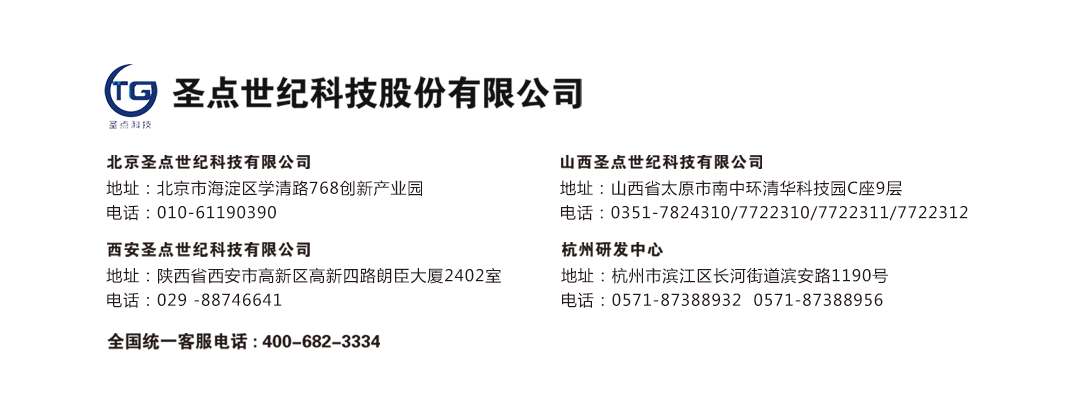 TG
圣点科技
圣点世纪科技股份有限公司
北京圣点世纪科技有限公司
地址：北京市海淀区学清路768创新产业园
电话：010-61190390
山西圣点世纪科技有限公司
地址：山西省太原市南中环清华科技园C座9层
电话：0351-7824310/7722310/7722311/7722312
西安圣点世纪科技有限公司
地址：陕西省西安市高新区高新四路朗臣大厦2402室
电话：029 -88746641
杭州研发中心
地址：杭州市滨江区长河街道滨安路1190号
电话：0571-87388932 0571-87388956
全国统一客服电话：400-682-3334